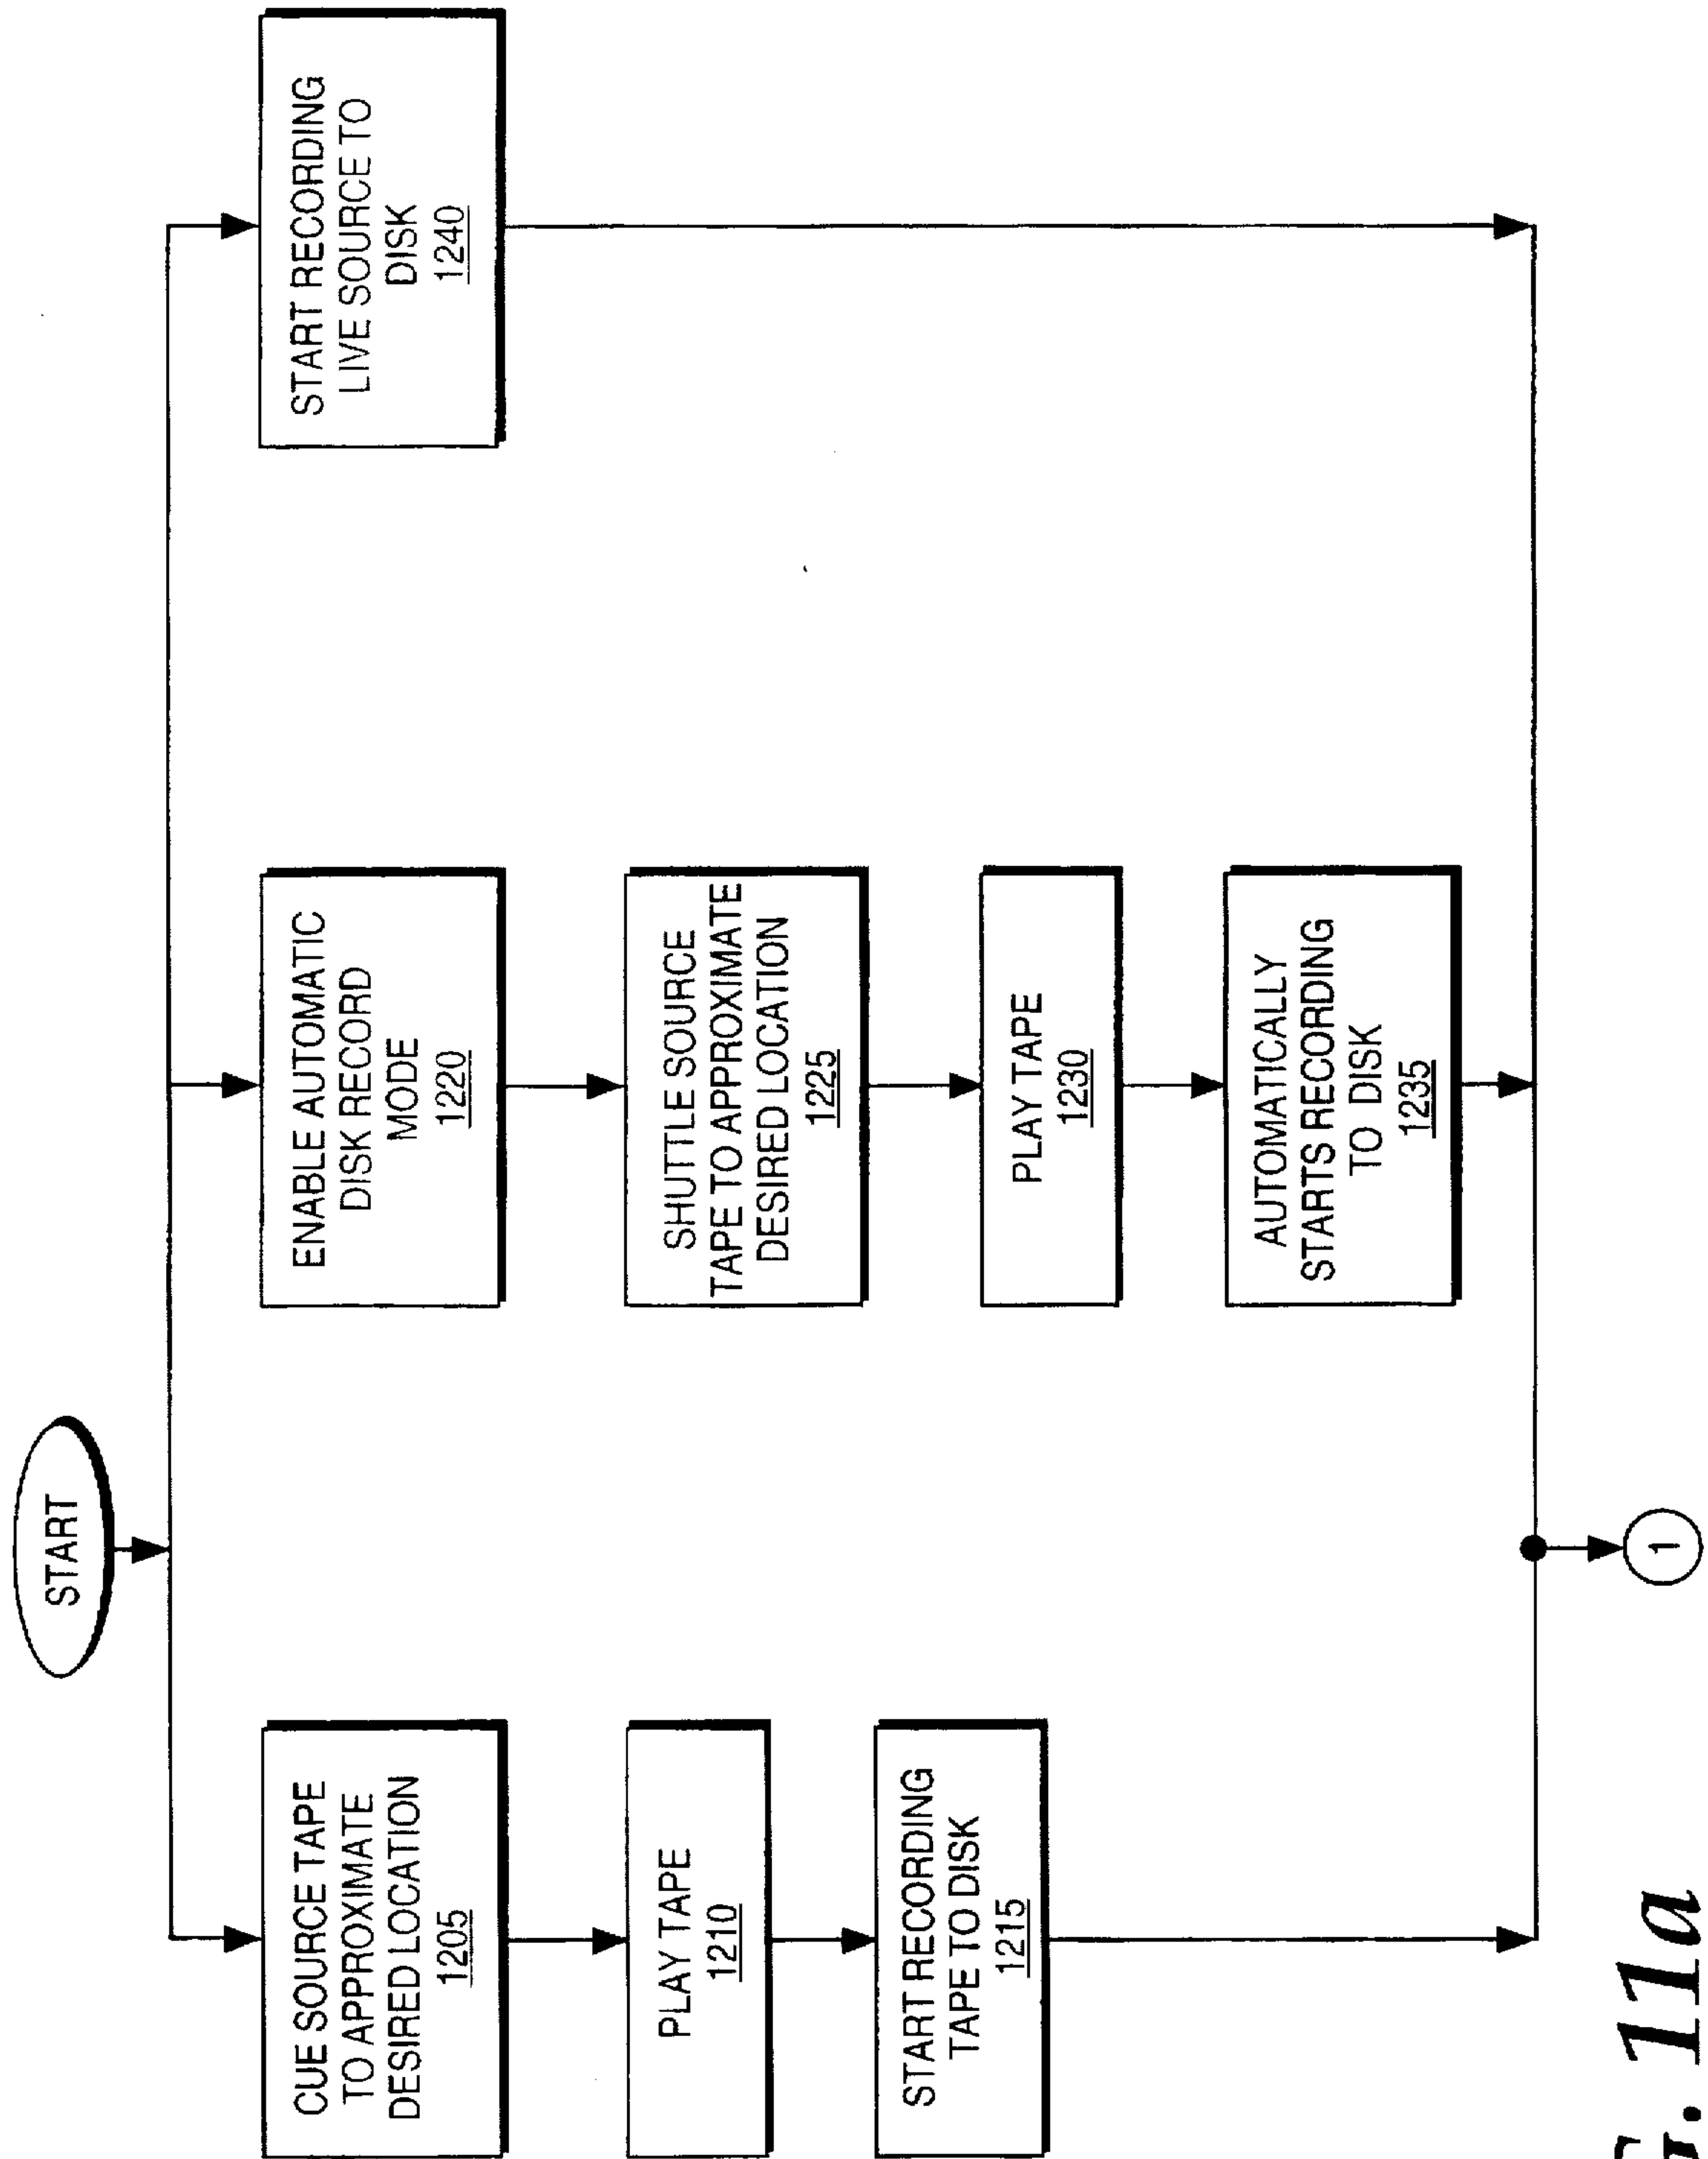 START
CUE SOURCE TAPE
TO APPROXIMATE
DESIRED LOCATION
1205
PLAY TAPE
1210
START RECORDING
TAPE TO DISK
1215
ENABLE AUTOMATIC
DISK RECORD
MODE
1220
SHUTTLE SOURCE
TAPE TO APPROXIMATE
DESIRED LOCATION
1225
PLAY TAPE
1230
AUTOMATICALLY
STARTS RECORDING
TO DISK
1235
START RECORDING
LIVE SOURCE TO
DISK
1240
1
11a